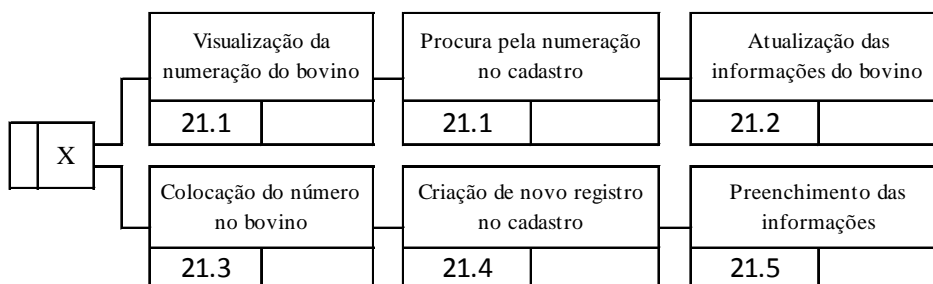 Visualização da
numeração do bovino
21.1
Procura pela numeração
no cadastro
21.1
Atualização das
informações do bovino
21.2
X
Colocação do número
no bovino
21.3
Criação de novo registro
no cadastro
21.4
Preenchimento das
informações
21.5